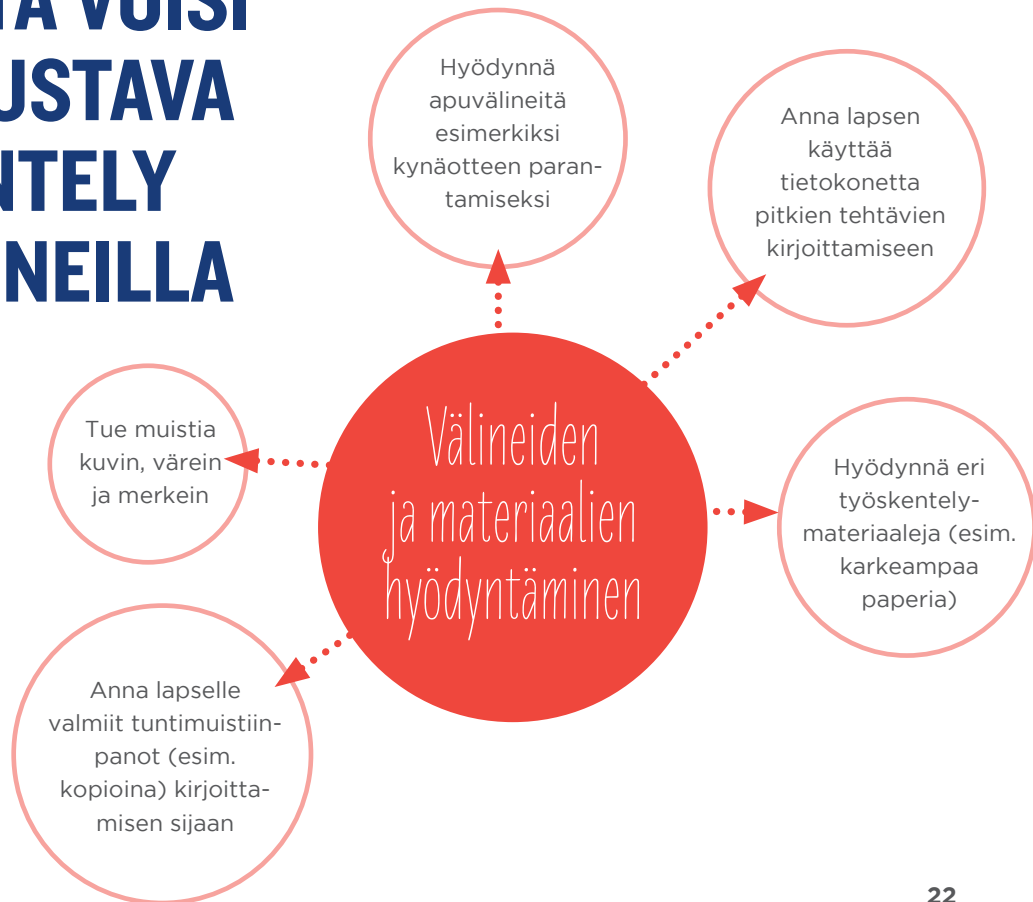 TÄ VOISI
USTAVA
NTELY
NEILLA
Hyödynnä
apuvälineitä
esimerkiksi
kynäotteen paran-
tamiseksi
Anna lapsen
käyttää
tietokonetta
pitkien tehtävien
kirjoittamiseen
Tue muistia
kuvin, värein
ja merkein
Välineiden
ja materiaalien
hyödyntäminen
Hyödynnä eri
työskentely-
materiaaleja (esim.
karkeampaa
paperia)
Anna lapselle
valmiit tuntimuistiin-
panot (esim.
kopioina) kirjoitta-
misen sijaan
22